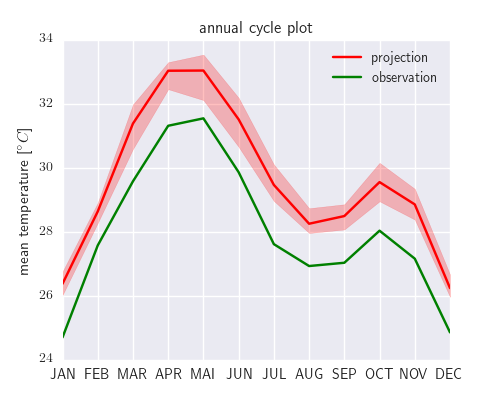 annual cycle plot
34
32
30
28
26
24
mean temperature [°C]
projection
observation
JAN FEB MAR APR MAI JUN JUL AUG SEP OCT NOV DEC